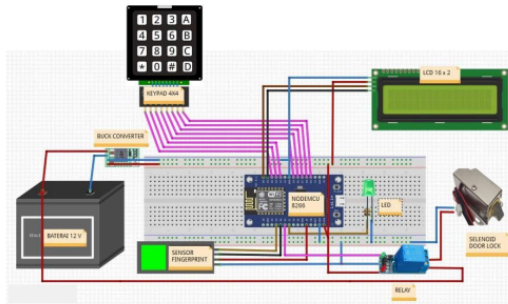 1 2 3 A
4 5 6 B
7 8 9 C
* 0 # D
KEYPAD 4X4
LCD 16 x 2
BUCK CONVERTER
NODEMCU
8266
LED
BATERAI 12 V
SENSOR
FINGERPRINT
SELENOID
DOOR LOCK
RELAY